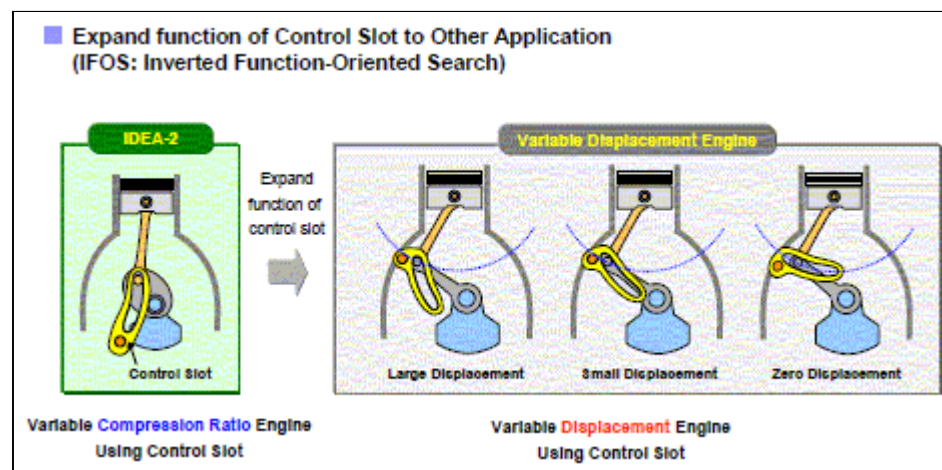 Expand function of Control Slot to Other Application
(IFOS: Inverted Function-Oriented Search)
IDEA-2
Control Slot
Variable Compression Ratio Engine
Using Control Slot
Expand
function of
control slot
Variable Displacement Engine
Large Displacement
Small Displacement
Zero Displacement
Variable Displacement Engine
Using Control Slot